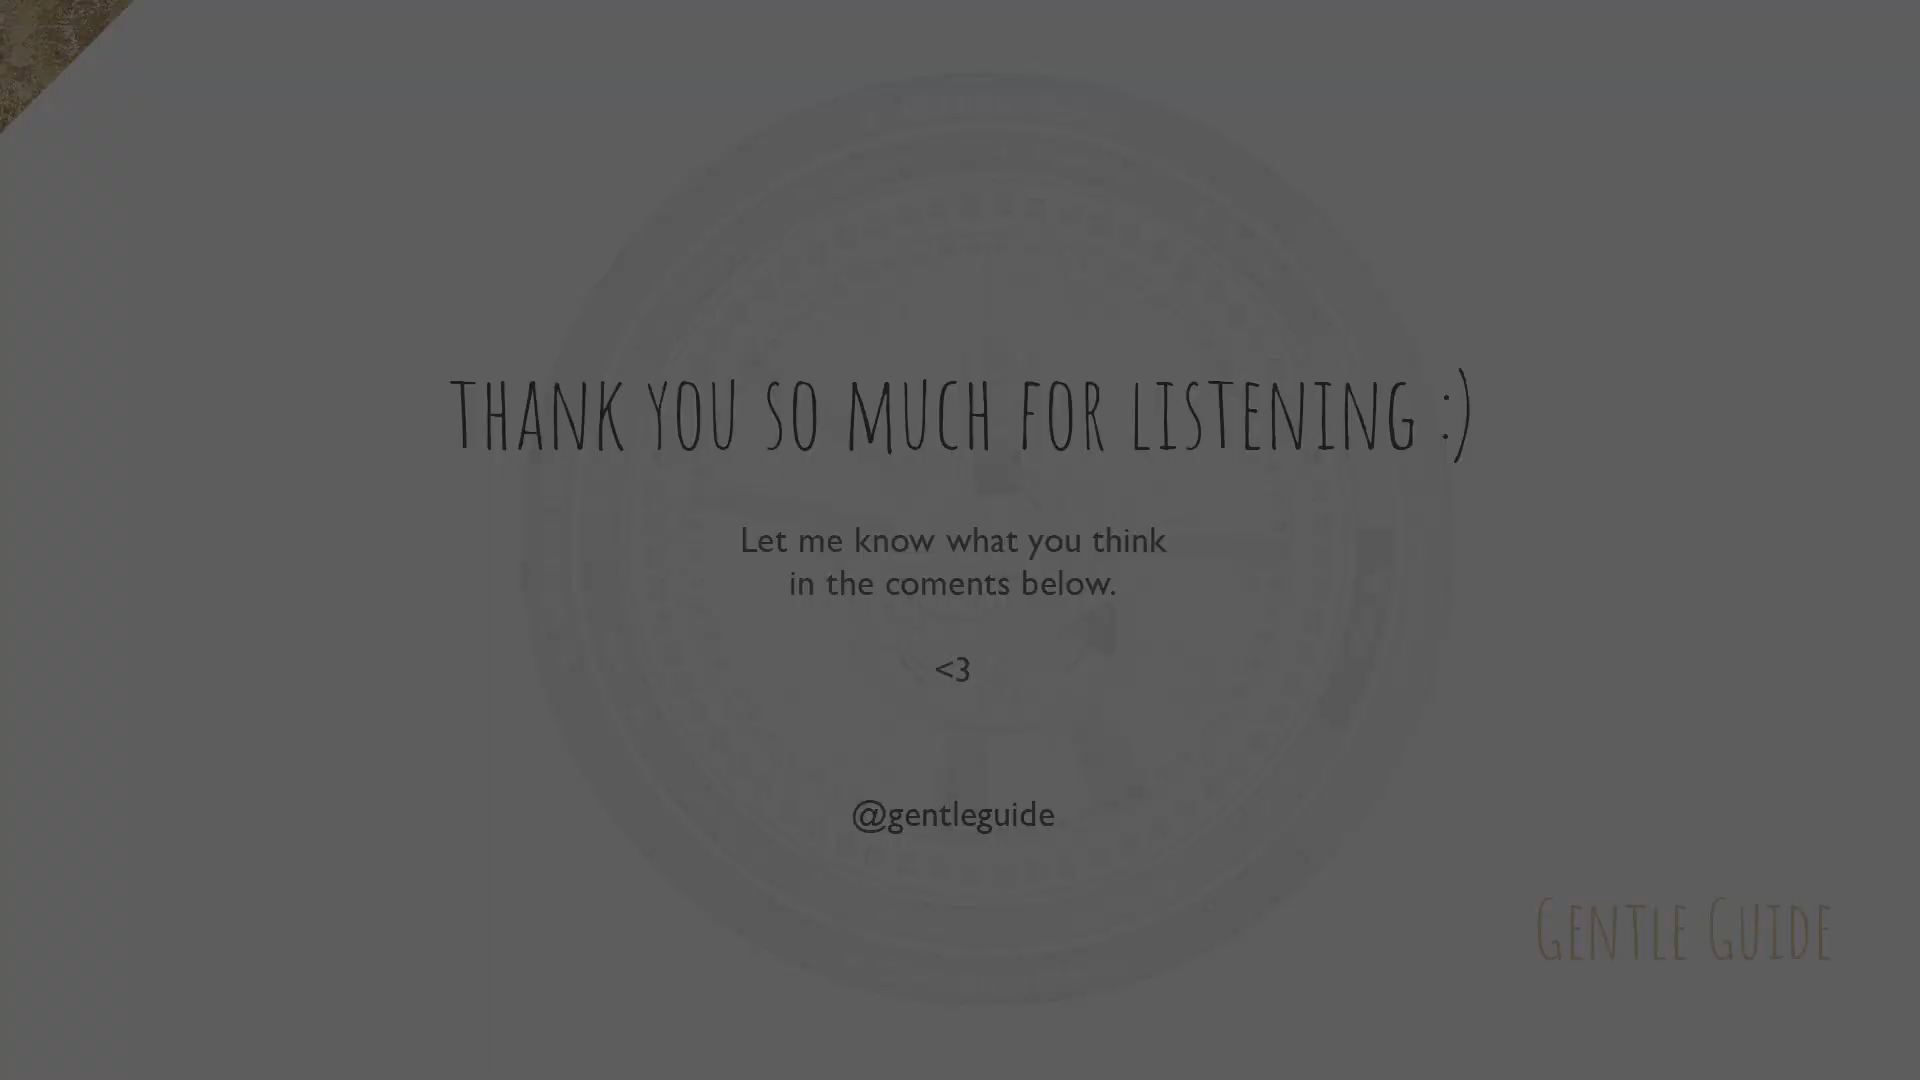 THANK YOU SO MUCH FOR LISTENING :)
Let me know what you think
in the coments below.
<3
@gentleguide
GENTLE GUIDE